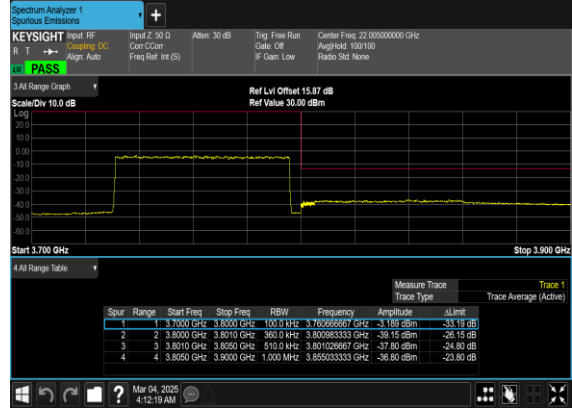 Spectrum Analyzer 1
Spurious Emissions
+
KEYSIGHT Input: RF Input Z: 50 Ω Atten: 30 dB Trig: Free Run Center Freq: 22.005000000 GHz
R T Coupling: DC Corr CCorr Gate: Off Avg|Hold: 100/100
Align: Auto Freq Ref: Int (S) IF Gain: Low Radio Std: None
PASS
3 All Range Graph
Ref Lvl Offset 15.87 dB
Scale/Div 10.0 dB Ref Value 30.00 dBm
Log
20.0
10.0
0.00
-10.0
-20.0
-30.0
-40.0
-50.0
-60.0
Start 3.700 GHz Stop 3.900 GHz
4 All Range Table
Measure Trace Trace 1
Trace Type Trace Average (Active)
Spur Range Start Freq Stop Freq RBW Frequency Amplitude ΔLimit
1 1 3.7000 GHz 3.8000 GHz 100.0 kHz 3.760666667 GHz -3.189 dBm -33.19 dB
2 2 3.8000 GHz 3.8010 GHz 360.0 kHz 3.800983333 GHz -39.15 dBm -26.15 dB
3 3 3.8010 GHz 3.8050 GHz 510.0 kHz 3.801026667 GHz -37.80 dBm -24.80 dB
4 4 3.8050 GHz 3.9000 GHz 1.000 MHz 3.855033333 GHz -36.80 dBm -23.80 dB
? Mar 04, 2025
4:12:19 AM